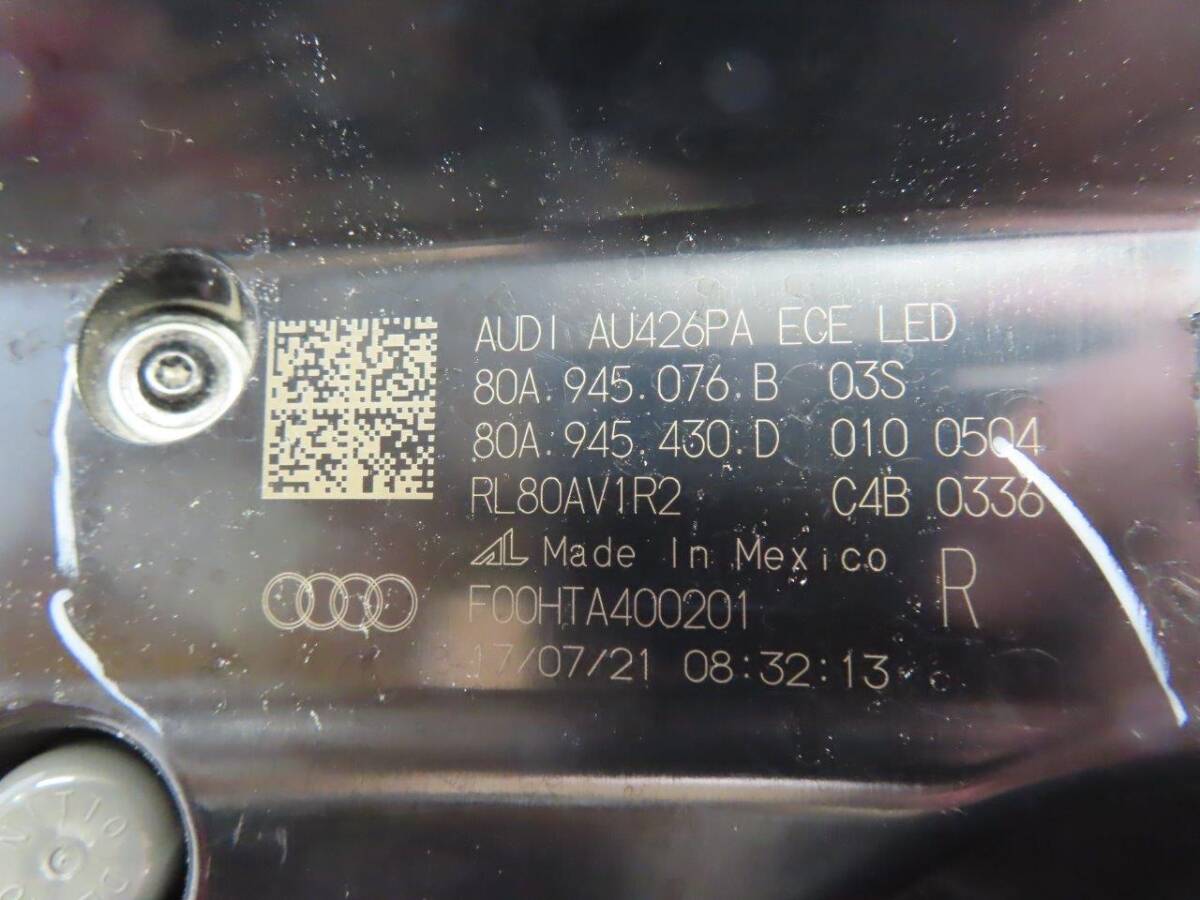 AUDI AU426PA ECE LED
80A.945.076.B 03S
80A.945.430.D 010 0504
RL80AV1R2 C4B 0336
AL Made In Mexico
R
F00HTA400201
17/07/21 08:32:13